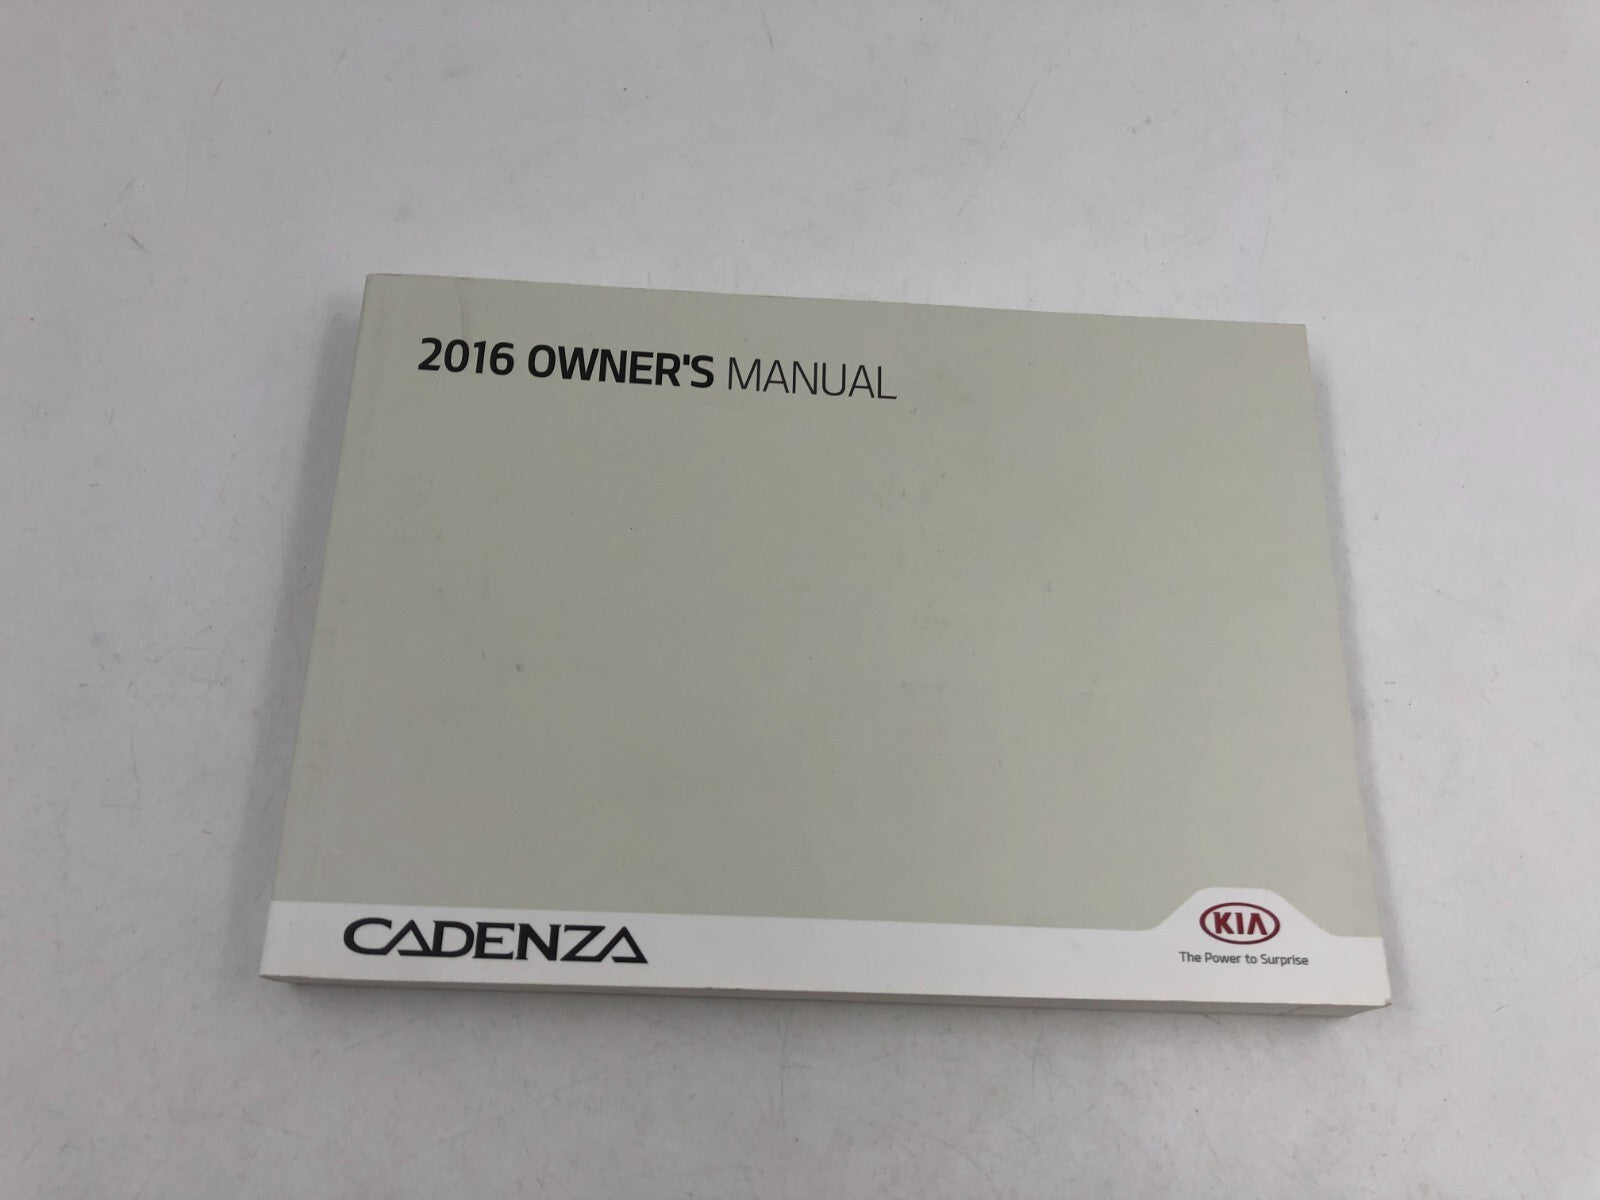 2016 OWNER'S MANUAL
CADENZA
KIA
The Power to Surprise